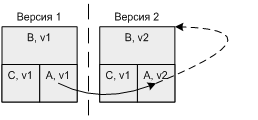 Версия 1
Версия 2
B, v1
B, v2
C, v1
A, v1
C, v1
A, v2